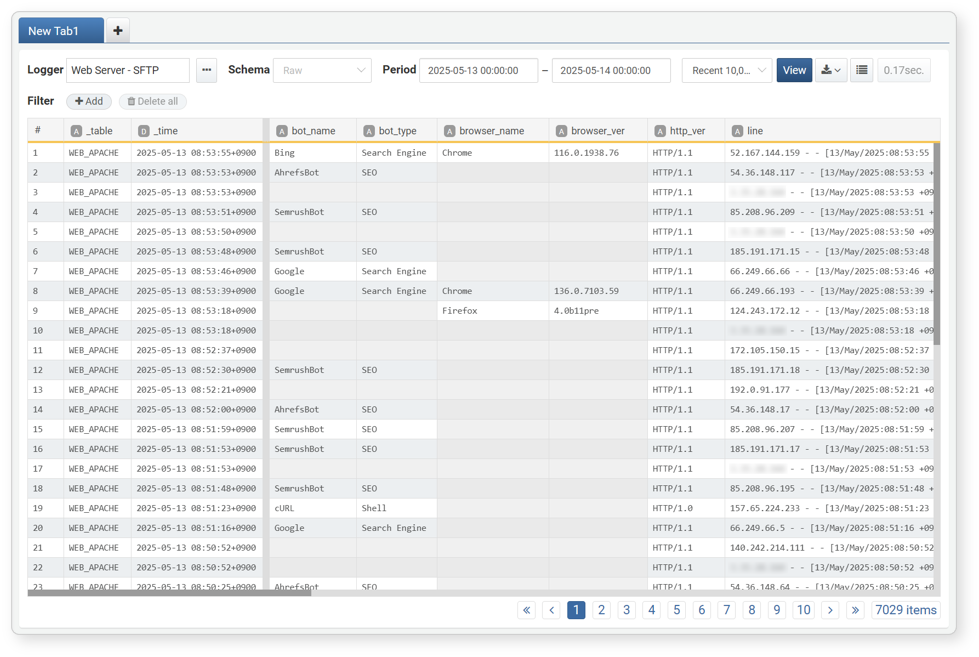 New Tab1 +
Logger Web Server - SFTP ••• Schema Raw Period 2025-05-13 00:00:00 – 2025-05-14 00:00:00 Recent 10,0... View 0.17sec.
Filter + Add Delete all
# A _table D _time A bot_name A bot_type A browser_name A browser_ver A http_ver A line
1 WEB_APACHE 2025-05-13 08:53:55+0900 Bing Search Engine Chrome 116.0.1938.76 HTTP/1.1 52.167.144.159 - - [13/May/2025:08:53:55
2 WEB_APACHE 2025-05-13 08:53:53+0900 AhrefsBot SEO HTTP/1.1 54.36.148.117 - - [13/May/2025:08:53:53 +
3 WEB_APACHE 2025-05-13 08:53:53+0900 HTTP/1.1 - - [13/May/2025:08:53:53 +09
4 WEB_APACHE 2025-05-13 08:53:51+0900 SemrushBot SEO HTTP/1.1 85.208.96.209 - - [13/May/2025:08:53:51 +
5 WEB_APACHE 2025-05-13 08:53:50+0900 HTTP/1.1 - - [13/May/2025:08:53:50 +09
6 WEB_APACHE 2025-05-13 08:53:48+0900 SemrushBot SEO HTTP/1.1 185.191.171.15 - - [13/May/2025:08:53:48
7 WEB_APACHE 2025-05-13 08:53:46+0900 Google Search Engine HTTP/1.1 66.249.66.66 - - [13/May/2025:08:53:46 +0
8 WEB_APACHE 2025-05-13 08:53:39+0900 Google Search Engine Chrome 136.0.7103.59 HTTP/1.1 66.249.66.193 - - [13/May/2025:08:53:39 +
9 WEB_APACHE 2025-05-13 08:53:18+0900 Firefox 4.0b11pre HTTP/1.1 124.243.172.12 - - [13/May/2025:08:53:18
10 WEB_APACHE 2025-05-13 08:53:18+0900 HTTP/1.1 - - [13/May/2025:08:53:18 +09
11 WEB_APACHE 2025-05-13 08:52:37+0900 HTTP/1.1 172.105.150.15 - - [13/May/2025:08:52:37
12 WEB_APACHE 2025-05-13 08:52:30+0900 SemrushBot SEO HTTP/1.1 185.191.171.18 - - [13/May/2025:08:52:30
13 WEB_APACHE 2025-05-13 08:52:21+0900 HTTP/1.1 192.0.91.177 - - [13/May/2025:08:52:21 +0
14 WEB_APACHE 2025-05-13 08:52:00+0900 AhrefsBot SEO HTTP/1.1 54.36.148.17 - - [13/May/2025:08:52:00 +0
15 WEB_APACHE 2025-05-13 08:51:59+0900 SemrushBot SEO HTTP/1.1 85.208.96.207 - - [13/May/2025:08:51:59 +
16 WEB_APACHE 2025-05-13 08:51:53+0900 SemrushBot SEO HTTP/1.1 185.191.171.17 - - [13/May/2025:08:51:53
17 WEB_APACHE 2025-05-13 08:51:53+0900 HTTP/1.1 - - [13/May/2025:08:51:53 +09
18 WEB_APACHE 2025-05-13 08:51:48+0900 SemrushBot SEO HTTP/1.1 85.208.96.195 - - [13/May/2025:08:51:48 +
19 WEB_APACHE 2025-05-13 08:51:23+0900 cURL Shell HTTP/1.0 157.65.224.233 - - [13/May/2025:08:51:23
20 WEB_APACHE 2025-05-13 08:51:16+0900 Google Search Engine HTTP/1.1 66.249.66.5 - - [13/May/2025:08:51:16 +09
21 WEB_APACHE 2025-05-13 08:50:52+0900 HTTP/1.1 140.242.214.111 - - [13/May/2025:08:50:52
22 WEB_APACHE 2025-05-13 08:50:52+0900 HTTP/1.1 - - [13/May/2025:08:50:52 +09
23 WEB_APACHE 2025-05-13 08:50:25+0900 AhrefsBot SEO HTTP/1.1 54.36.148.64 - - [13/May/2025:08:50:25 +0
« ‹ 1 2 3 4 5 6 7 8 9 10 › » 7029 items